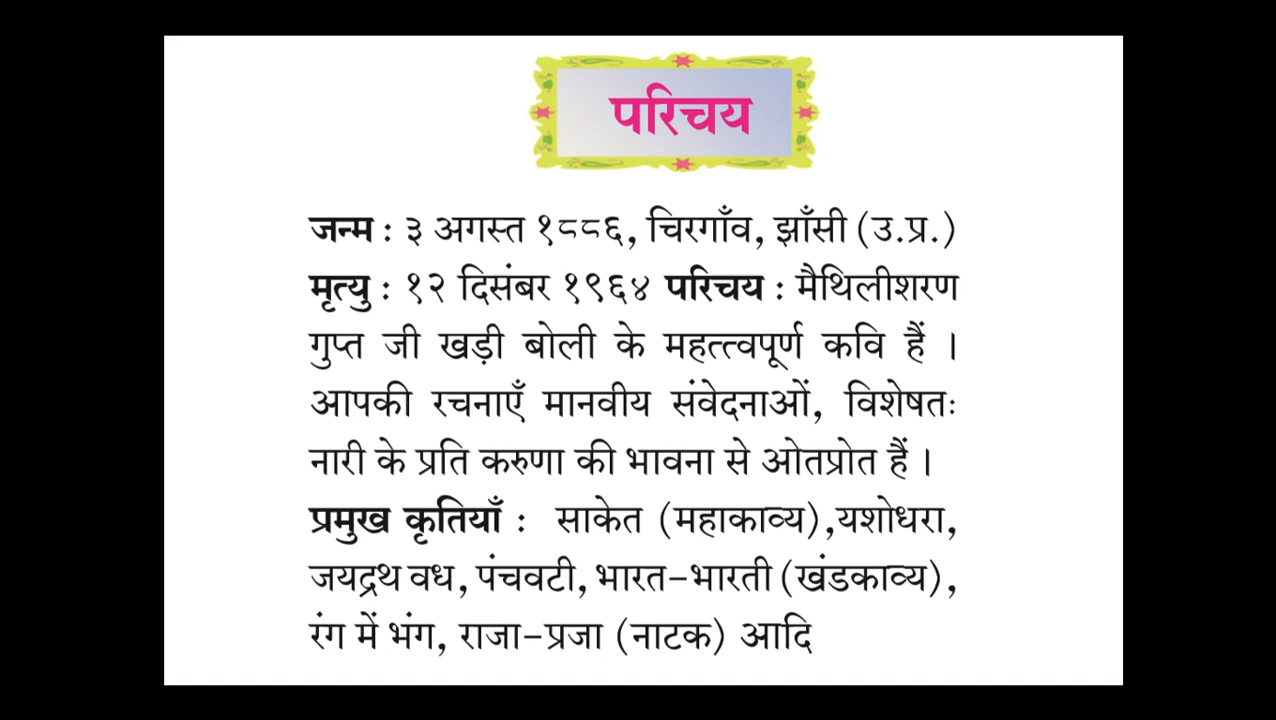 परिचय
जन्म : ३ अगस्त १८८६, चिरगाँव, झाँसी (उ.प्र.)
मृत्यु : १२ दिसंबर १९६४ परिचय : मैथिलीशरण
गुप्त जी खड़ी बोली के महत्त्वपूर्ण कवि हैं ।
आपकी रचनाएँ मानवीय संवेदनाओं, विशेषतः
नारी के प्रति करुणा की भावना से ओतप्रोत हैं ।
प्रमुख कृतियाँ : साकेत (महाकाव्य),यशोधरा,
जयद्रथ वध, पंचवटी, भारत-भारती (खंडकाव्य),
रंग में भंग, राजा-प्रजा (नाटक) आदि